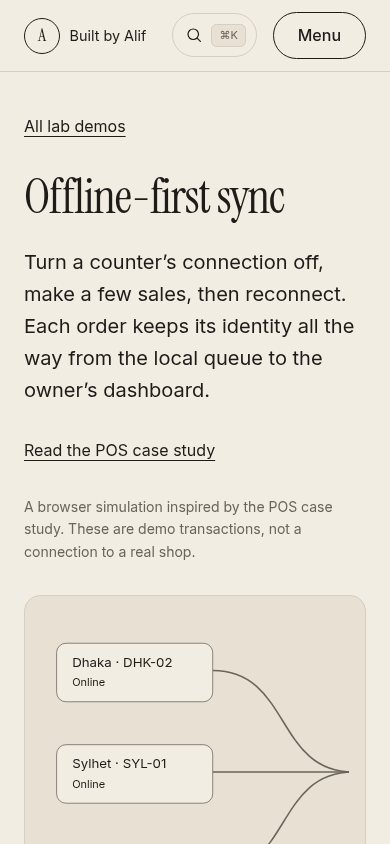 A Built by Alif ⌘K Menu
All lab demos
Offline-first sync
Turn a counter’s connection off,
make a few sales, then reconnect.
Each order keeps its identity all the
way from the local queue to the
owner’s dashboard.
Read the POS case study
A browser simulation inspired by the POS case
study. These are demo transactions, not a
connection to a real shop.
Dhaka · DHK-02
Online
Sylhet · SYL-01
Online